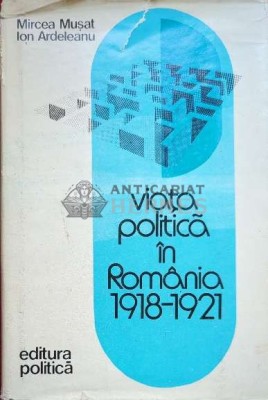 Mircea Mușat
Ion Ardeleanu
ANTICARIAT
viața
politică
în
România
1918-1921
editura
politică